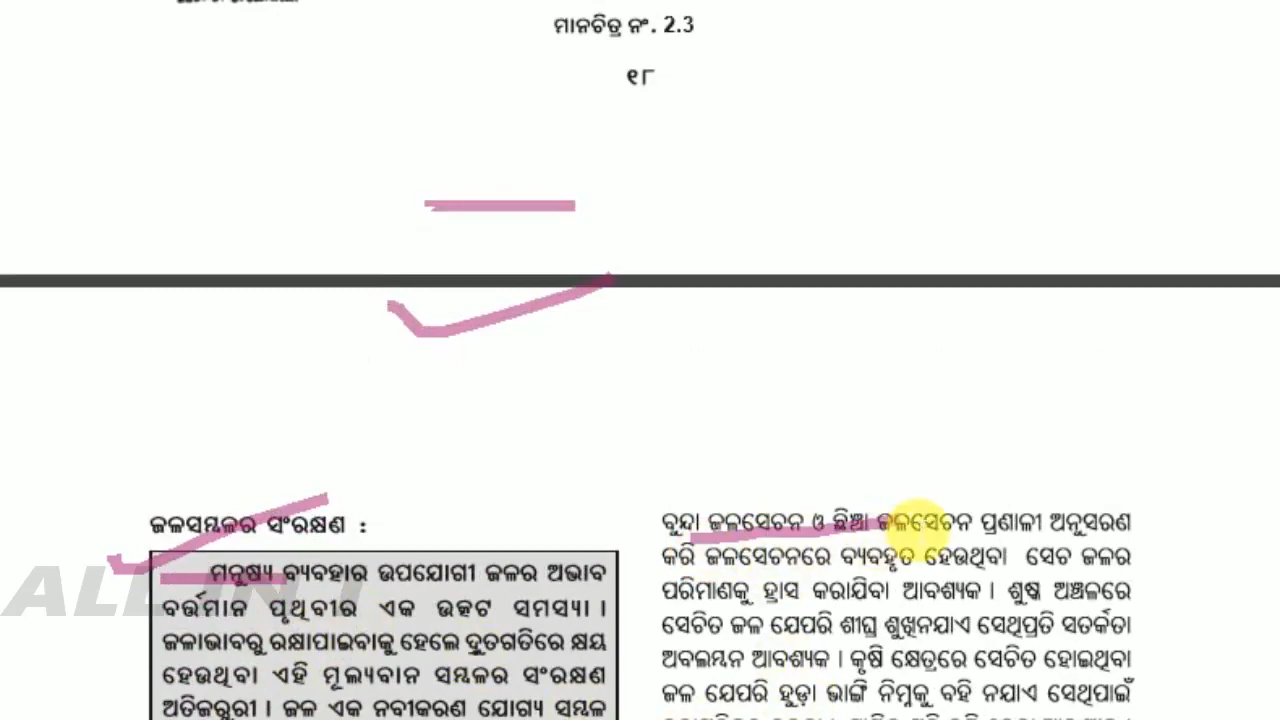 ମାନଚିତ୍ର ନଂ. 2.3
୧୮
ଜଳସମ୍ବଳର ସଂରକ୍ଷଣ :
ମନୁଷ୍ୟ ବ୍ୟବହାର ଉପଯୋଗୀ ଜଳର ଅଭାବ
ବର୍ତ୍ତମାନ ପୃଥିବୀର ଏକ ଉତ୍କଟ ସମସ୍ୟା ।
ଜଳାଭାବରୁ ରକ୍ଷାପାଇବାକୁ ହେଲେ ଦ୍ରୁତଗତିରେ କ୍ଷୟ
ହେଉଥିବା ଏହି ମୂଲ୍ୟବାନ ସମ୍ବଳର ସଂରକ୍ଷଣ
ଅତିଜରୁରୀ । ଜଳ ଏକ ନବୀକରଣ ଯୋଗ୍ୟ ସମ୍ବଳ
ବୁନ୍ଦା ଜଳସେଚନ ଓ ଛିଞ୍ଚା ଜଳସେଚନ ପ୍ରଣାଳୀ ଅନୁସରଣ
କରି ଜଳସେଚନରେ ବ୍ୟବହୃତ ହେଉଥିବା ସେଚ ଜଳର
ପରିମାଣକୁ ହ୍ରାସ କରାଯିବା ଆବଶ୍ୟକ । ଶୁଷ୍କ ଅଞ୍ଚଳରେ
ସେଚିତ ଜଳ ଯେପରି ଶୀଘ୍ର ଶୁଖିନଯାଏ ସେଥିପ୍ରତି ସତର୍କତା
ଅବଲମ୍ବନ ଆବଶ୍ୟକ । କୃଷି କ୍ଷେତ୍ରରେ ସେଚିତ ହୋଇଥିବା
ଜଳ ଯେପରି ହୁଡ଼ା ଭାଙ୍ଗି ନିମ୍ନକୁ ବହି ନଯାଏ ସେଥିପାଇଁ
ALL IN 1